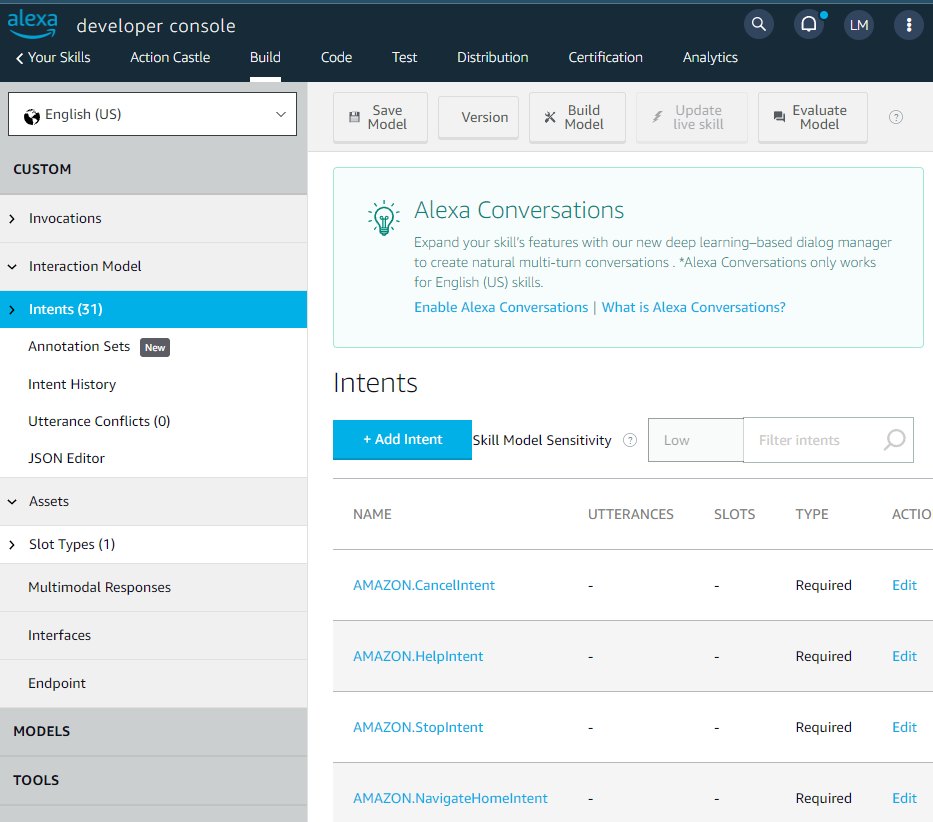 alexa developer console
LM
Your Skills Action Castle Build Code Test Distribution Certification Analytics
English (US)
CUSTOM
Invocations
Interaction Model
Intents (31)
Annotation Sets New
Intent History
Utterance Conflicts (0)
JSON Editor
Assets
Slot Types (1)
Multimodal Responses
Interfaces
Endpoint
MODELS
TOOLS
Save
Model
Version
Build
Model
Update
live skill
Evaluate
Model
?
Alexa Conversations
Expand your skill's features with our new deep learning–based dialog manager
to create natural multi-turn conversations . *Alexa Conversations only works
for English (US) skills.
Enable Alexa Conversations | What is Alexa Conversations?
Intents
+ Add Intent Skill Model Sensitivity ? Low Filter intents
NAME UTTERANCES SLOTS TYPE ACTIO
AMAZON.CancelIntent - - Required Edit
AMAZON.HelpIntent - - Required Edit
AMAZON.StopIntent - - Required Edit
AMAZON.NavigateHomeIntent - - Required Edit